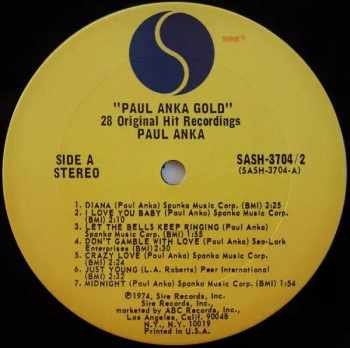 SIRE
"PAUL ANKA GOLD"
28 Original Hit Recordings
PAUL ANKA
SIDE A
STEREO
SASH-3704/2
(SASH-3704-A)
1. DIANA (Paul Anka) Spanka Music Corp. (BMI) 2:25
2. I LOVE YOU BABY (Paul Anka) Spanka Music Corp.
(BMI) 2:10
3. LET THE BELLS KEEP RINGING (Paul Anka)
Spanka Music Corp. (BMI) 1:55
4. DON'T GAMBLE WITH LOVE (Paul Anka) Sea-Lark
Enterprises (BMI) 2:30
5. CRAZY LOVE (Paul Anka) Spanka Music Corp.
(BMI) 2:24
6. JUST YOUNG (L.A. Roberts) Peer International
(BMI) 2:32
7. MIDNIGHT (Paul Anka) Spanka Music Corp. (BMI) 1:54
℗1974, Sire Records, Inc.
Sire Records, Inc.
marketed by ABC Records, Inc.
Los Angeles, Calif. 90048
N.Y., N.Y. 10019
Printed in U.S.A.